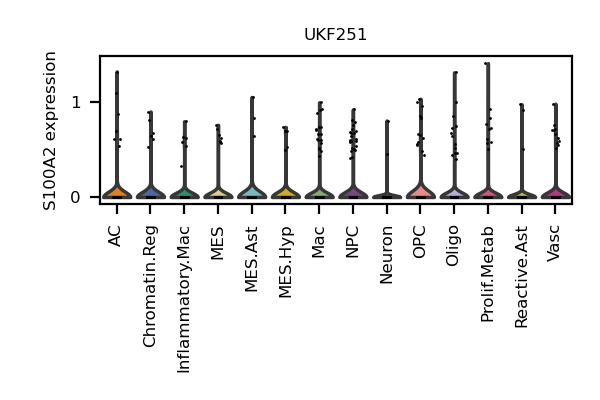 UKF251
S100A2 expression
1
0
AC
Chromatin.Reg
Inflammatory.Mac
MES
MES.Ast
MES.Hyp
Mac
NPC
Neuron
OPC
Oligo
Prolif.Metab
Reactive.Ast
Vasc